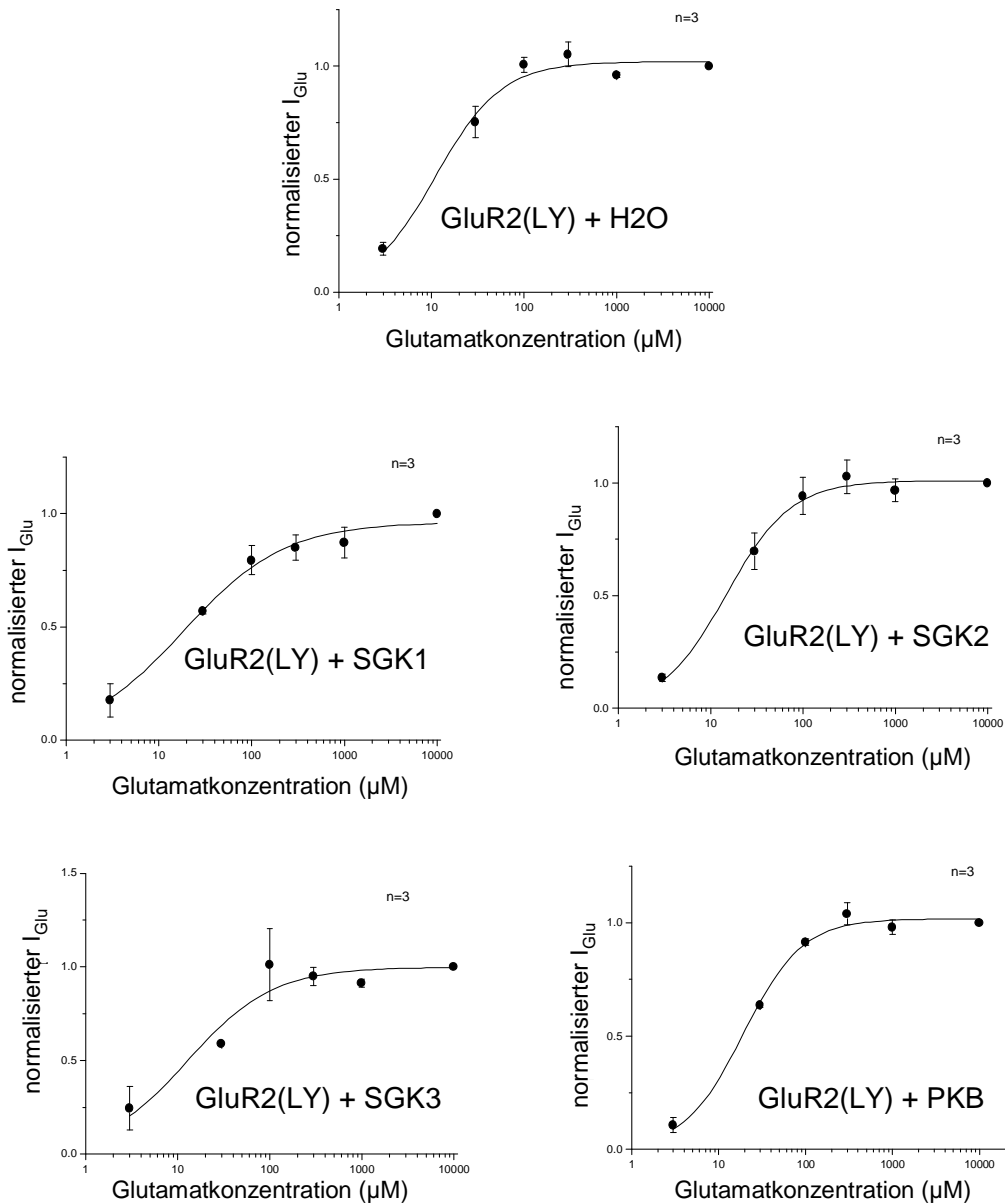 n=3
normalisierter I_Glu
1.0
0.5
0.0
GluR2(LY) + H2O
1 10 100 1000 10000
Glutamatkonzentration (µM)
n=3
normalisierter I_Glu
1.0
0.5
0.0
GluR2(LY) + SGK1
1 10 100 1000 10000
Glutamatkonzentration (µM)
n=3
normalisierter I_Glu
1.0
0.5
0.0
GluR2(LY) + SGK2
1 10 100 1000 10000
Glutamatkonzentration (µM)
n=3
normalisierter I_Glu
1.5
1.0
0.5
0.0
GluR2(LY) + SGK3
1 10 100 1000 10000
Glutamatkonzentration (µM)
n=3
normalisierter I_Glu
1.0
0.5
0.0
GluR2(LY) + PKB
1 10 100 1000 10000
Glutamatkonzentration (µM)